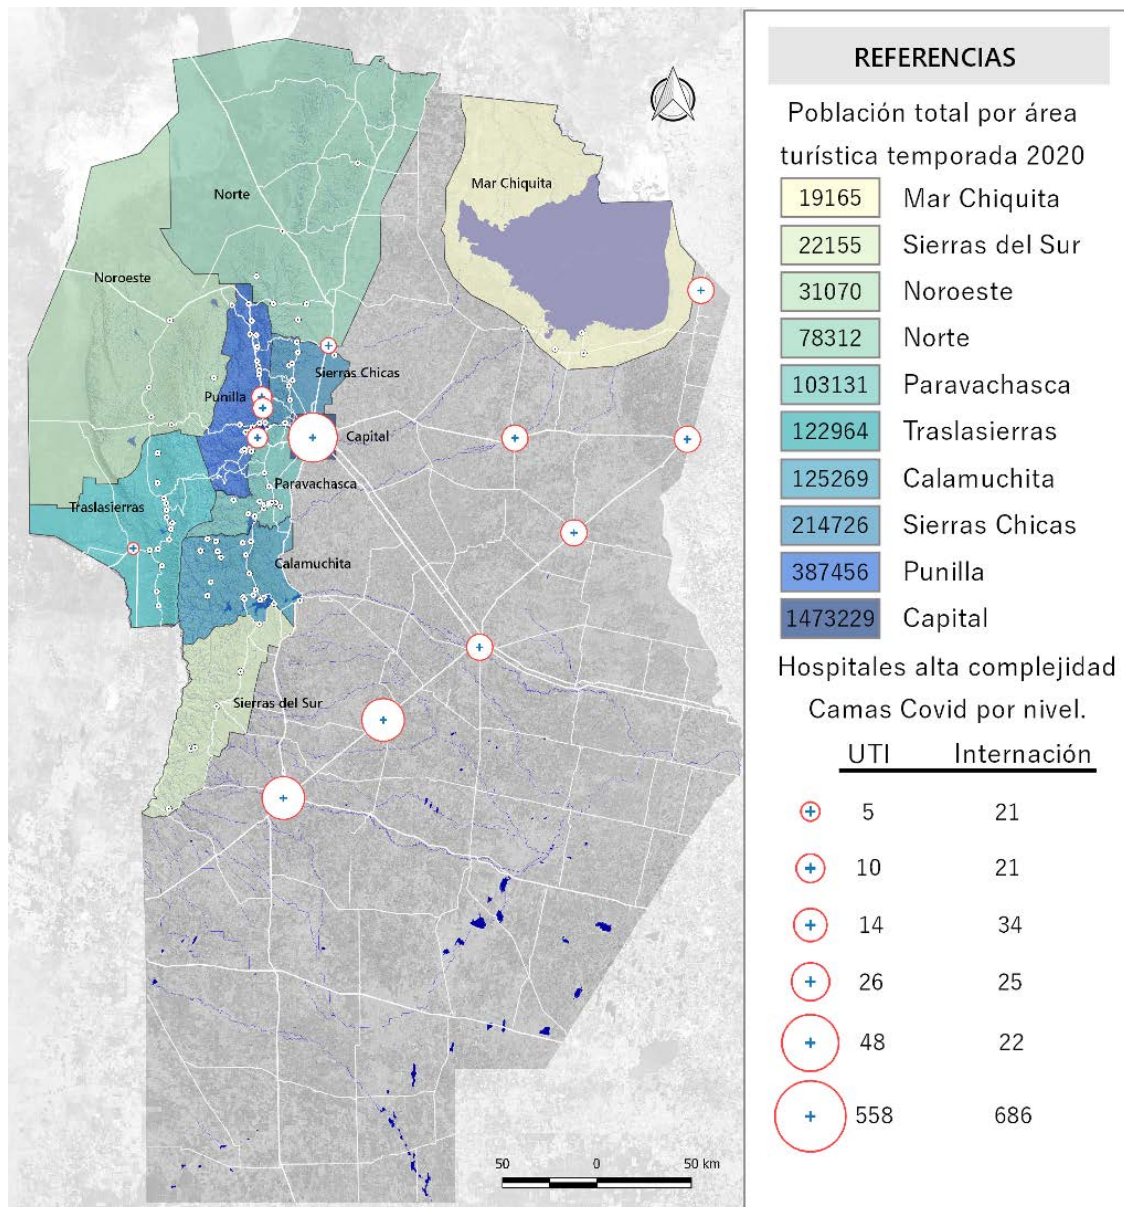 Norte
Mar Chiquita
Noroeste
Punilla
Sierras Chicas
Capital
Paravachasca
Traslasierras
Calamuchita
Sierras del Sur
50 0 50 km
REFERENCIAS
Población total por área
turística temporada 2020
19165 Mar Chiquita
22155 Sierras del Sur
31070 Noroeste
78312 Norte
103131 Paravachasca
122964 Traslasierras
125269 Calamuchita
214726 Sierras Chicas
387456 Punilla
1473229 Capital
Hospitales alta complejidad
Camas Covid por nivel.
UTI Internación
5 21
10 21
14 34
26 25
48 22
558 686